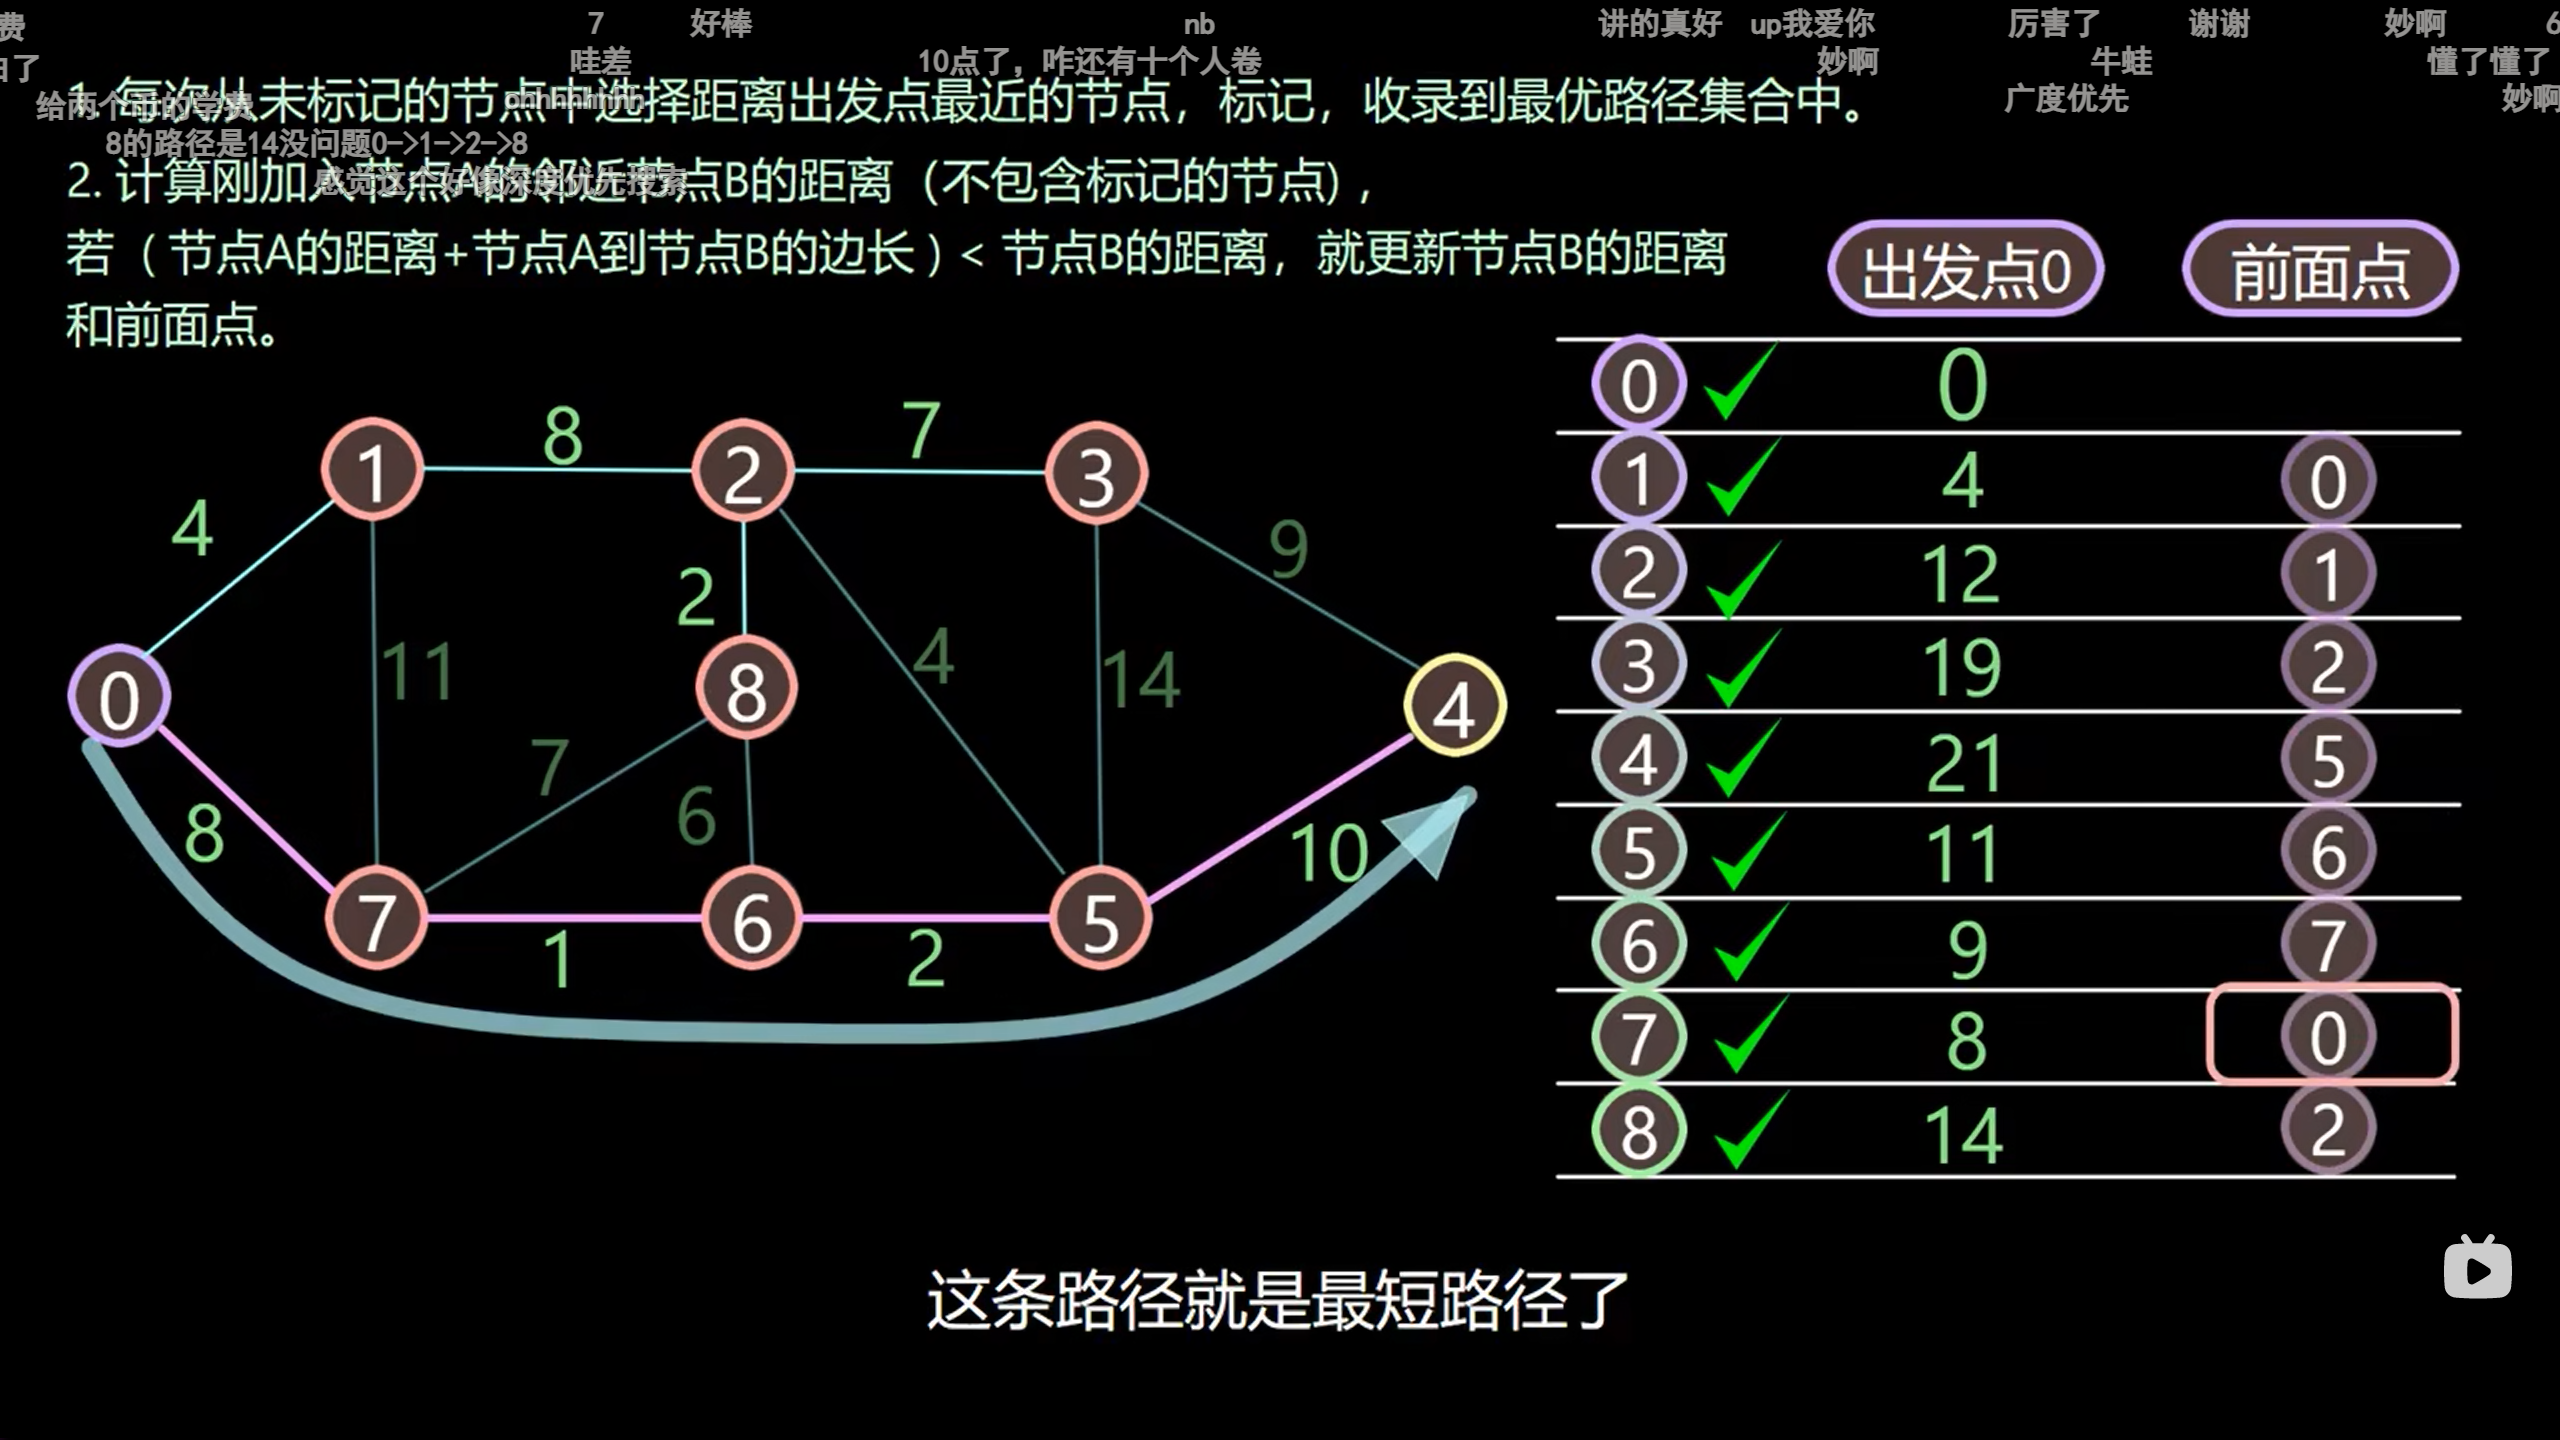 费
7
好棒
nb
讲的真好
up我爱你
厉害了
谢谢
妙啊
6
白了
哇差
10点了，咋还有十个人卷
妙啊
牛蛙
懂了懂了
给两个币的学费
ohhhhhhhh
广度优先
妙啊
1. 每次从未标记的节点中选择距离出发点最近的节点，标记，收录到最优路径集合中。
8的路径是14没问题0->1->2->8
感觉这个好像深度优先搜索
2. 计算刚加入节点A的邻近节点B的距离（不包含标记的节点），
若（节点A的距离+节点A到节点B的边长）< 节点B的距离，就更新节点B的距离
和前面点。
出发点0 前面点
0 0
1 4 0
2 12 1
3 19 2
4 21 5
5 11 6
6 9 7
7 8 0
8 14 2
8 7
1 2 3
4 9
2
11 4 14
0 8 4
7 6
8 10
7 6 5
1 2
这条路径就是最短路径了